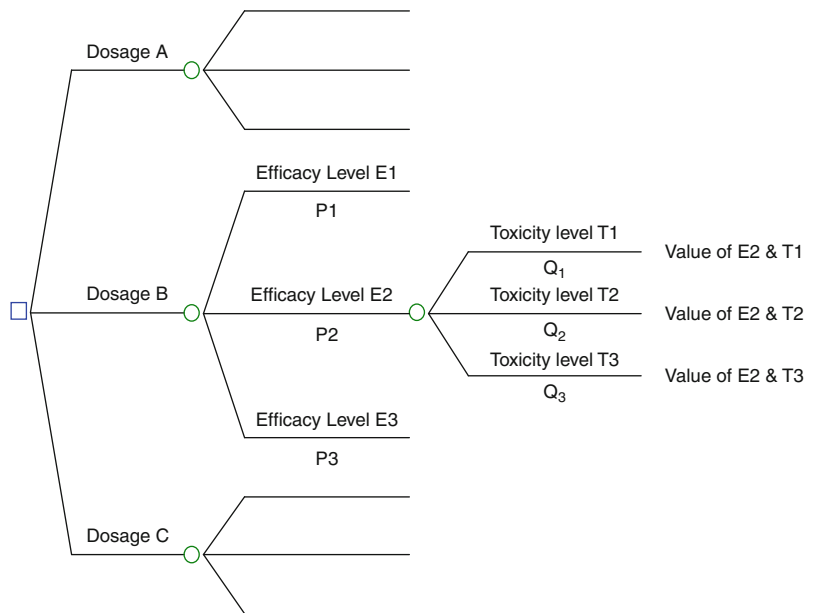 Dosage A
Efficacy Level E1
P1
Toxicity level T1
Q₁
Value of E2 & T1
Dosage B
Efficacy Level E2
P2
Toxicity level T2
Q₂
Value of E2 & T2
Toxicity level T3
Q₃
Value of E2 & T3
Efficacy Level E3
P3
Dosage C